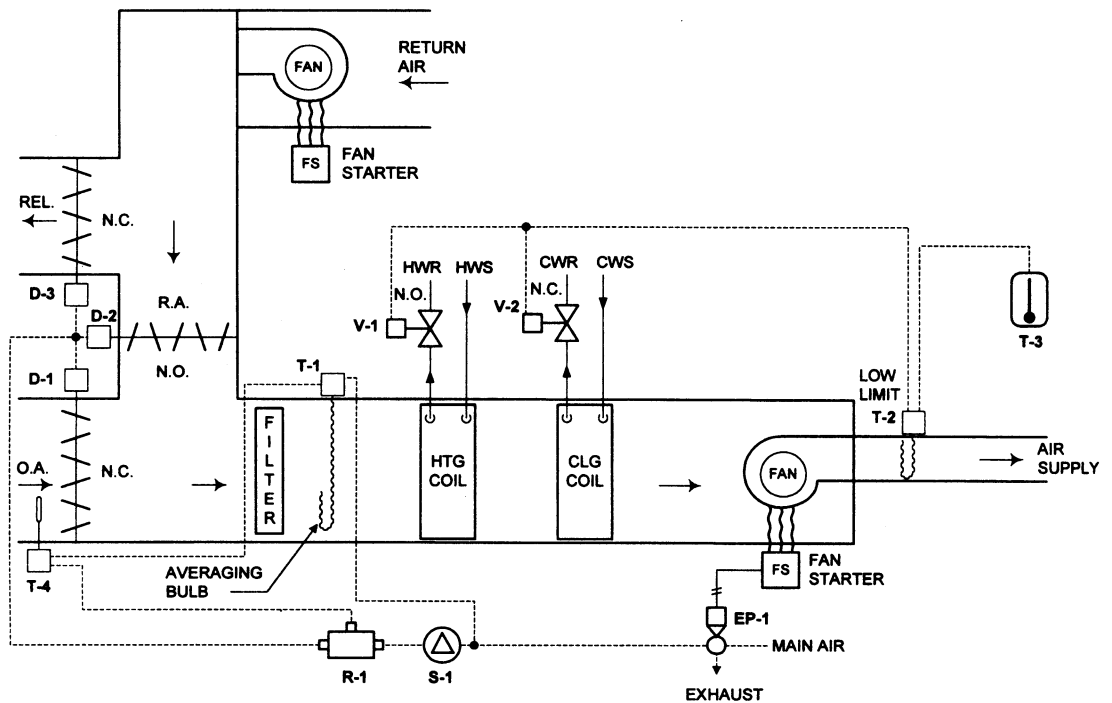 FAN
RETURN
AIR
FS
FAN
STARTER
REL.
N.C.
D-3
D-2
R.A.
N.O.
D-1
HWR
HWS
N.O.
V-1
CWR
CWS
N.C.
V-2
T-3
T-1
LOW
LIMIT
T-2
O.A.
N.C.
FILTER
HTG
COIL
CLG
COIL
FAN
AIR
SUPPLY
T-4
AVERAGING
BULB
FS
FAN
STARTER
EP-1
R-1
S-1
MAIN AIR
EXHAUST